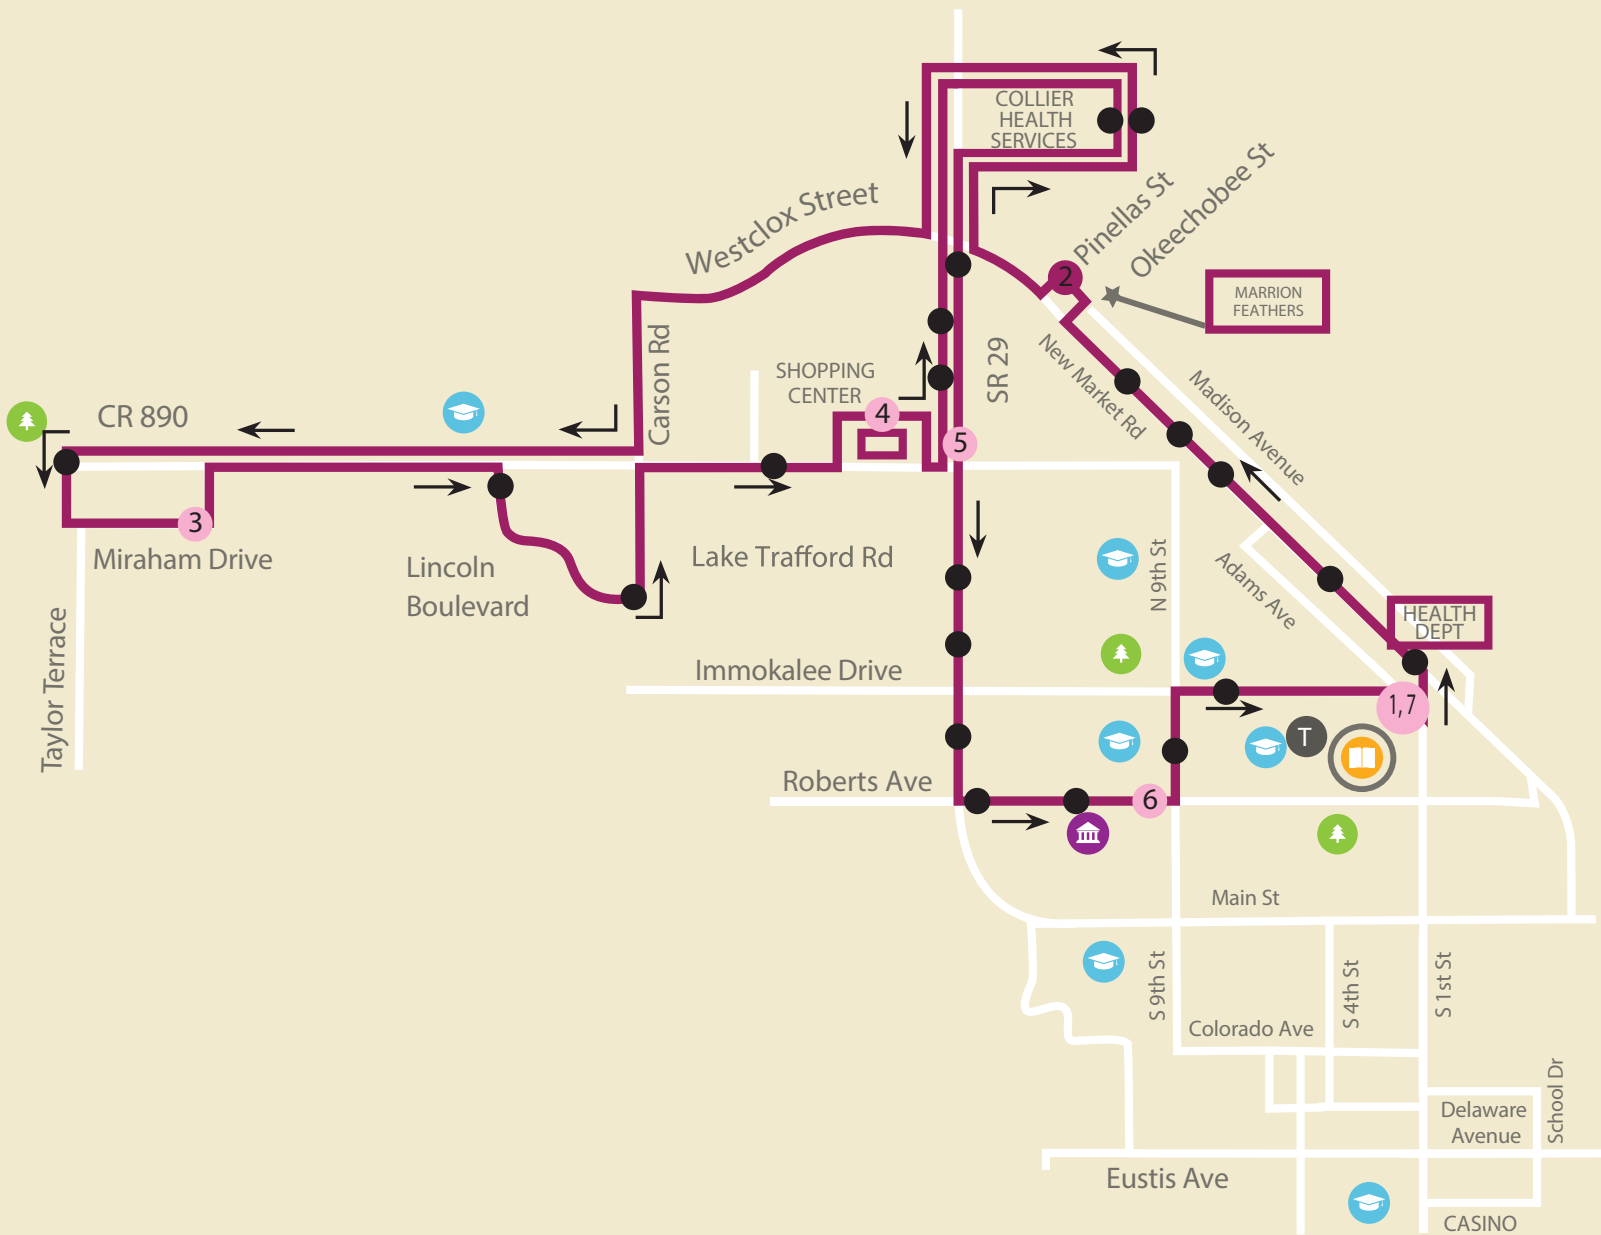 COLLIER
HEALTH
SERVICES
Westclox Street
Pinellas St
Okeechobee St
2
MARRION
FEATHERS
SR 29
New Market Rd
Madison Avenue
Carson Rd
SHOPPING
CENTER
4
5
CR 890
3
Miraham Drive
Lincoln
Boulevard
Lake Trafford Rd
N 9th St
Adams Ave
HEALTH
DEPT
Taylor Terrace
Immokalee Drive
1,7
T
Roberts Ave
6
Main St
S 9th St
S 4th St
S 1st St
Colorado Ave
School Dr
Delaware
Avenue
Eustis Ave
CASINO